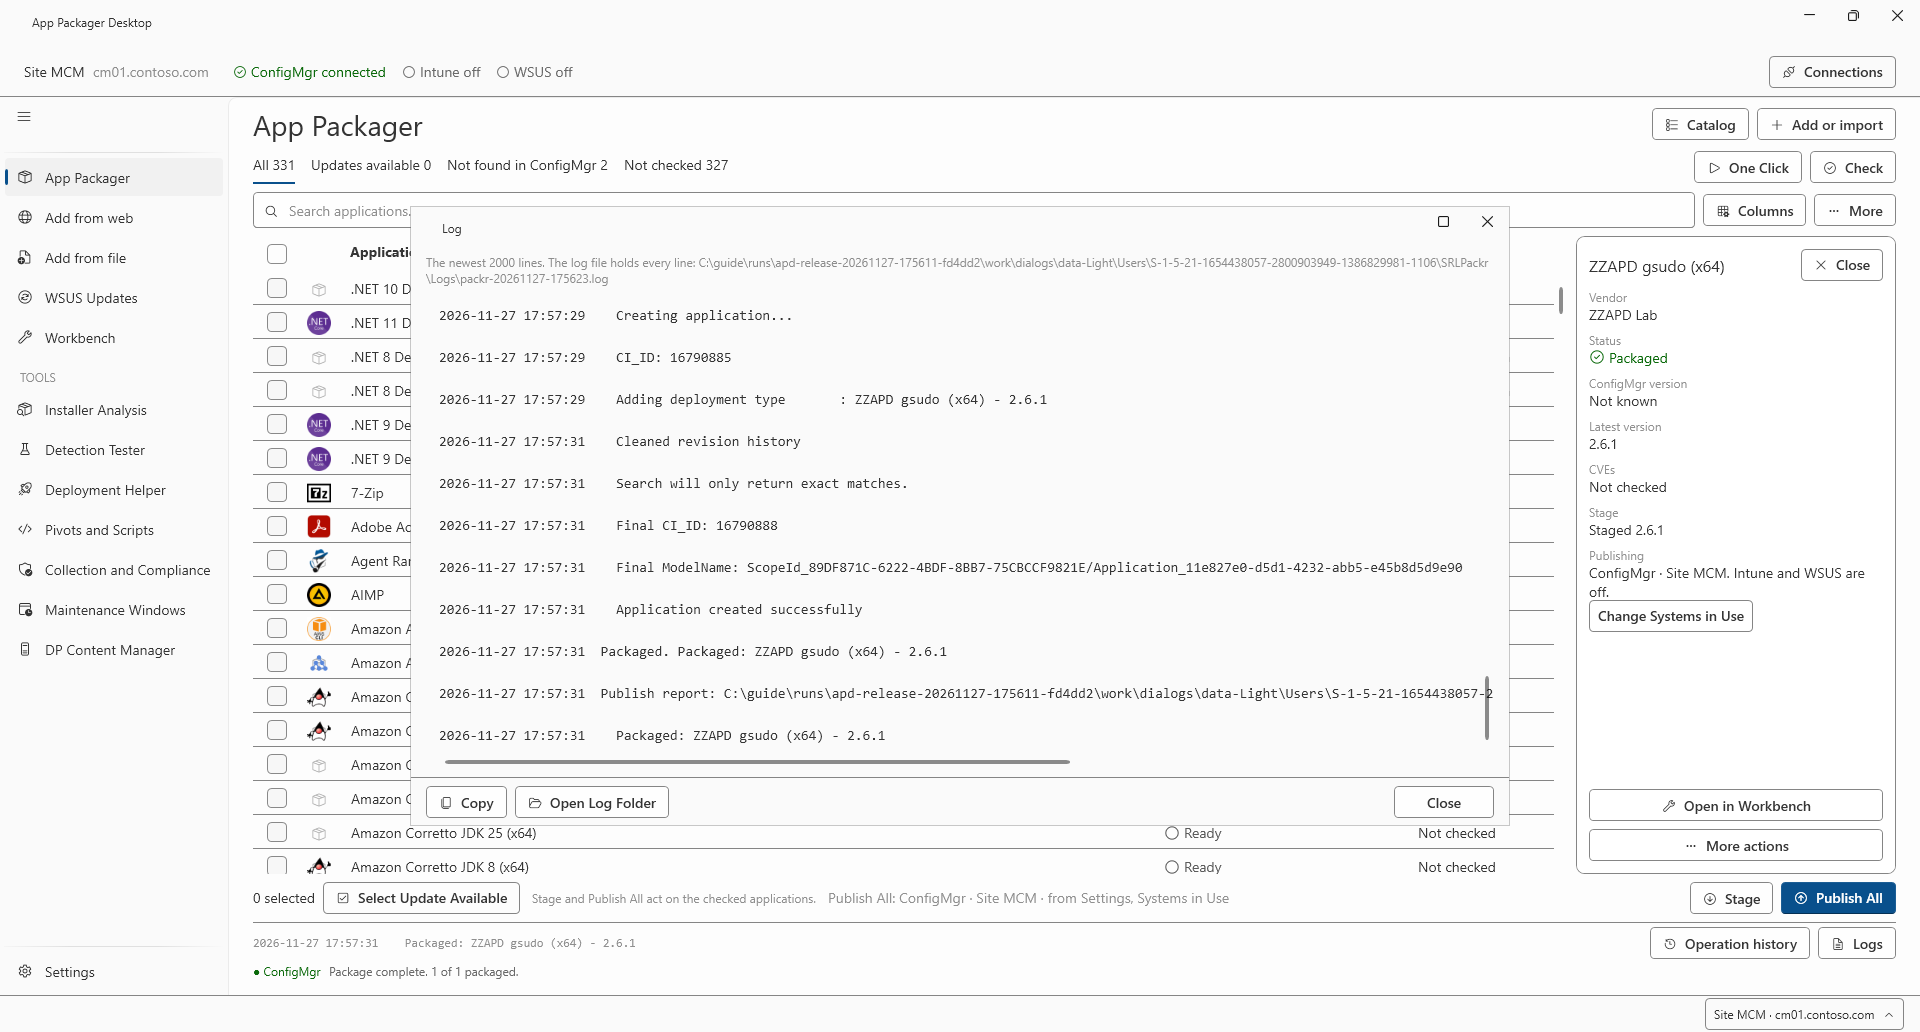 App Packager Desktop
Site MCM cm01.contoso.com ConfigMgr connected Intune off WSUS off Connections
App Packager
Add from web
Add from file
WSUS Updates
Workbench
TOOLS
Installer Analysis
Detection Tester
Deployment Helper
Pivots and Scripts
Collection and Compliance
Maintenance Windows
DP Content Manager
Settings
App Packager
Catalog Add or import
All 331 Updates available 0 Not found in ConfigMgr 2 Not checked 327
One Click Check
Search applications.
Columns More
Applicati
.NET 10 D
.NET 11 D
.NET 8 De
.NET 8 De
.NET 9 De
.NET 9 De
7-Zip
Adobe Ac
Agent Ran
AIMP
Amazon A
Amazon A
Amazon C
Amazon C
Amazon C
Amazon C
Amazon Corretto JDK 25 (x64) Ready Not checked
Amazon Corretto JDK 8 (x64) Ready Not checked
Log
The newest 2000 lines. The log file holds every line: C:\guide\runs\apd-release-20261127-175611-fd4dd2\work\dialogs\data-Light\Users\S-1-5-21-1654438057-2800903949-1386829981-1106\SRLPackr
\Logs\packr-20261127-175623.log
2026-11-27 17:57:29 Creating application...
2026-11-27 17:57:29 CI_ID: 16790885
2026-11-27 17:57:29 Adding deployment type : ZZAPD gsudo (x64) - 2.6.1
2026-11-27 17:57:31 Cleaned revision history
2026-11-27 17:57:31 Search will only return exact matches.
2026-11-27 17:57:31 Final CI_ID: 16790888
2026-11-27 17:57:31 Final ModelName: ScopeId_89DF871C-6222-4BDF-8BB7-75CBCCF9821E/Application_11e827e0-d5d1-4232-abb5-e45b8d5d9e90
2026-11-27 17:57:31 Application created successfully
2026-11-27 17:57:31 Packaged. Packaged: ZZAPD gsudo (x64) - 2.6.1
2026-11-27 17:57:31 Publish report: C:\guide\runs\apd-release-20261127-175611-fd4dd2\work\dialogs\data-Light\Users\S-1-5-21-1654438057-2
2026-11-27 17:57:31 Packaged: ZZAPD gsudo (x64) - 2.6.1
Copy Open Log Folder Close
ZZAPD gsudo (x64) Close
Vendor
ZZAPD Lab
Status
Packaged
ConfigMgr version
Not known
Latest version
2.6.1
CVEs
Not checked
Stage
Staged 2.6.1
Publishing
ConfigMgr · Site MCM. Intune and WSUS are
off.
Change Systems in Use
Open in Workbench
More actions
0 selected Select Update Available Stage and Publish All act on the checked applications. Publish All: ConfigMgr · Site MCM · from Settings, Systems in Use Stage Publish All
2026-11-27 17:57:31 Packaged: ZZAPD gsudo (x64) - 2.6.1 Operation history Logs
ConfigMgr Package complete. 1 of 1 packaged.
Site MCM · cm01.contoso.com